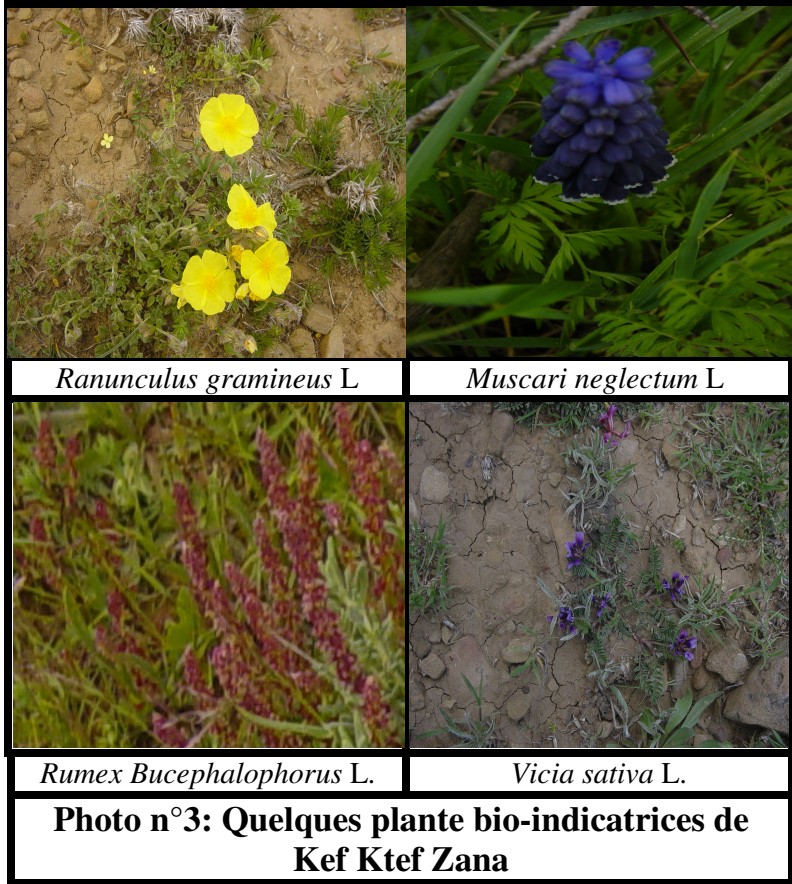 Ranunculus gramineus L
Muscari neglectum L
Rumex Bucephalophorus L.
Vicia sativa L.
Photo n°3: Quelques plante bio-indicatrices de
Kef Ktef Zana